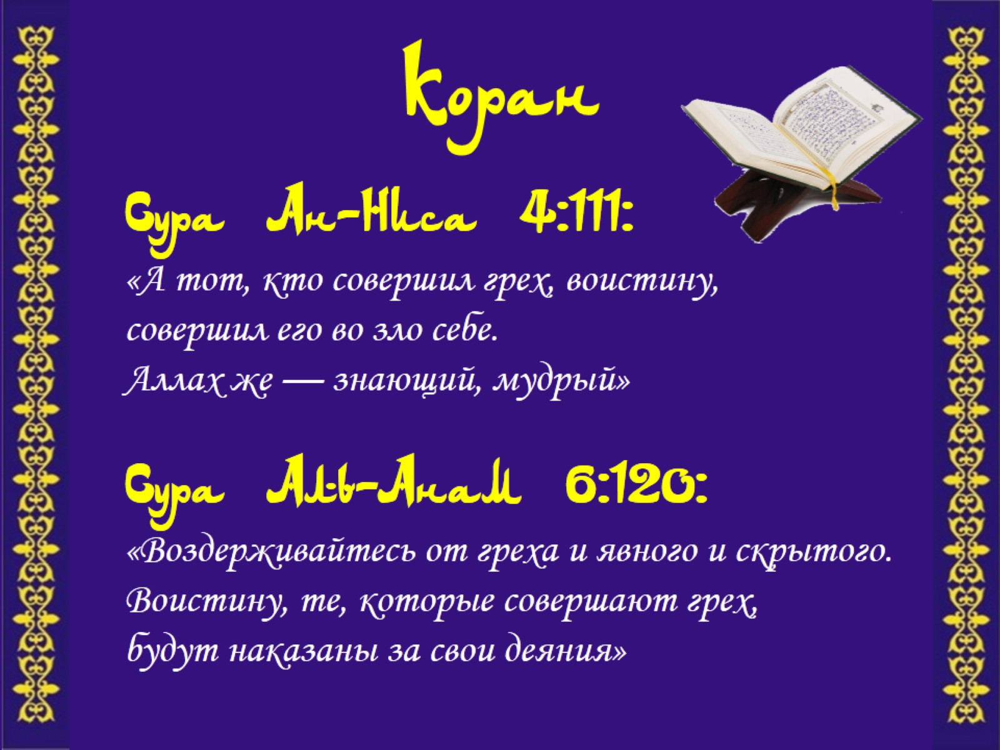 Коран
Сура Ан-Ниса 4:111:
«А тот, кто совершил грех, воистину,
совершил его во зло себе.
Аллах же — знающий, мудрый»
Сура Аль-Анам 6:120:
«Воздерживайтесь от греха и явного и скрытого.
Воистину, те, которые совершают грех,
будут наказаны за свои деяния»